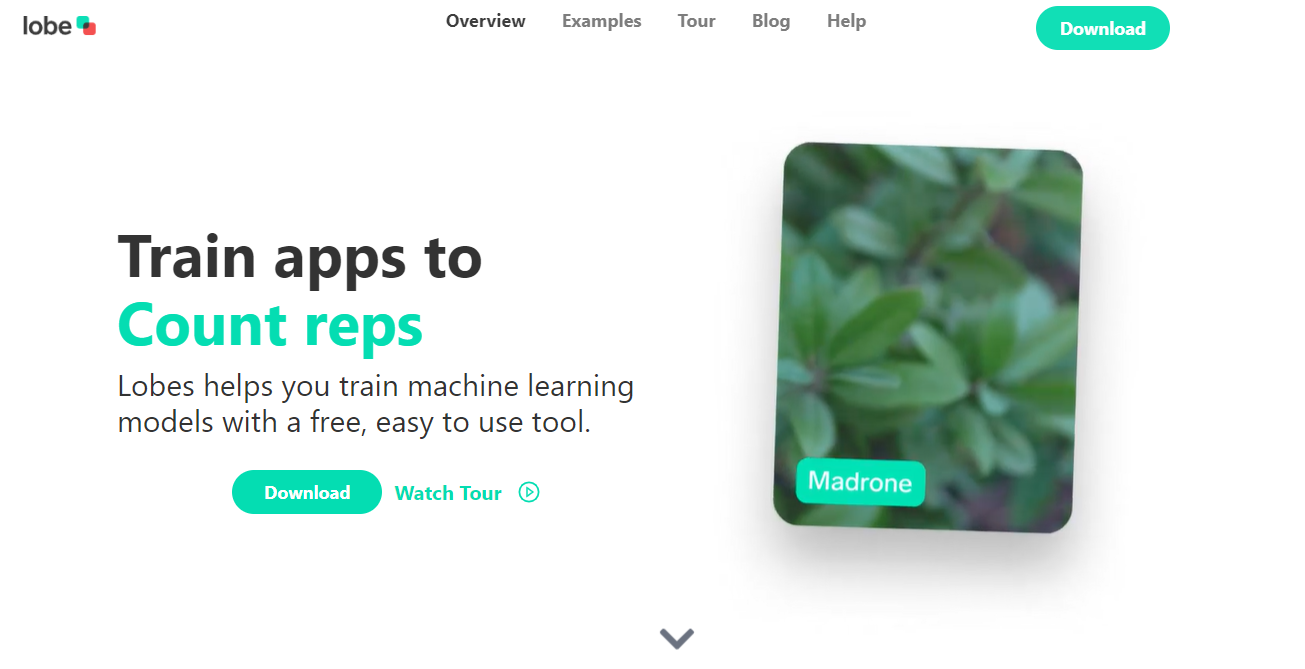 lobe
Overview Examples Tour Blog Help
Download
Train apps to
Count reps
Lobes helps you train machine learning
models with a free, easy to use tool.
Download Watch Tour
Madrone